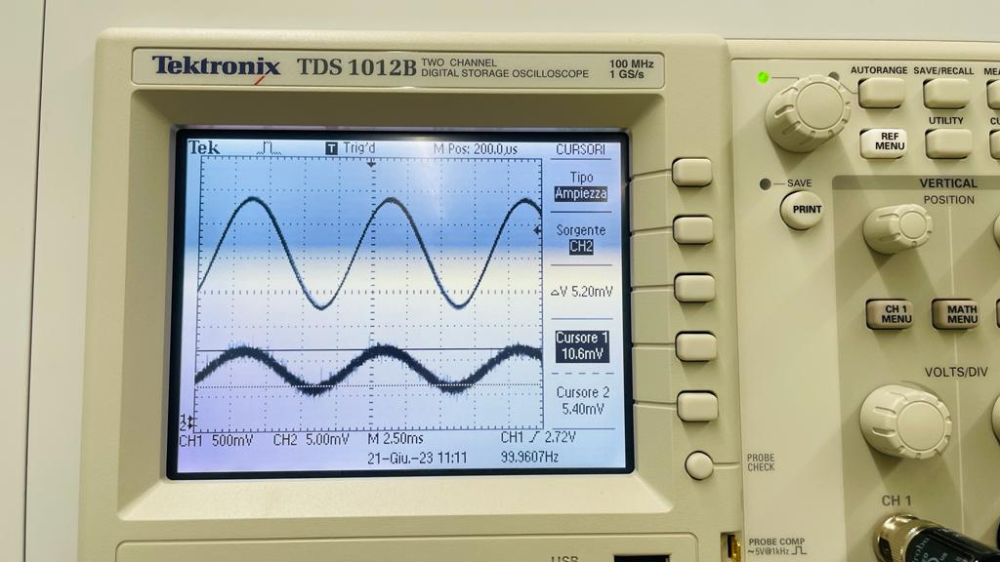 Tektronix TDS 1012B TWO CHANNEL DIGITAL STORAGE OSCILLOSCOPE 100 MHz 1 GS/s
Tek T Trig'd M Pos: 200.0us CURSORI
Tipo
Ampiezza
Sorgente
CH2
△V 5.20mV
Cursore 1
10.6mV
Cursore 2
5.40mV
CH1 500mV CH2 5.00mV M 2.50ms CH1 / 2.72V
21-Giu.-23 11:11 99.9607Hz
AUTORANGE SAVE/RECALL
REF MENU
UTILITY
SAVE
PRINT
VERTICAL
POSITION
CH 1 MENU
MATH MENU
VOLTS/DIV
PROBE CHECK
CH 1
PROBE COMP
~5V@1kHz
USB